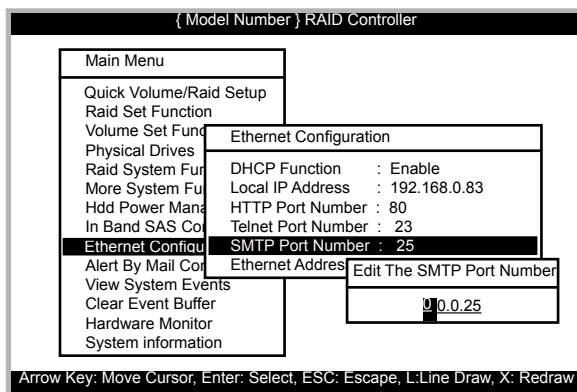 { Model Number } RAID Controller
Main Menu
Quick Volume/Raid Setup
Raid Set Function
Volume Set Func
Physical Drives
Raid System Fun
More System Fu
Hdd Power Mana
In Band SAS Co
Ethernet Configu
Alert By Mail Con
View System Events
Clear Event Buffer
Hardware Monitor
System information
Ethernet Configuration
DHCP Function : Enable
Local IP Address : 192.168.0.83
HTTP Port Number : 80
Telnet Port Number : 23
SMTP Port Number : 25
Ethernet Addres
Edit The SMTP Port Number
0 0.0.25
Arrow Key: Move Cursor, Enter: Select, ESC: Escape, L:Line Draw, X: Redraw